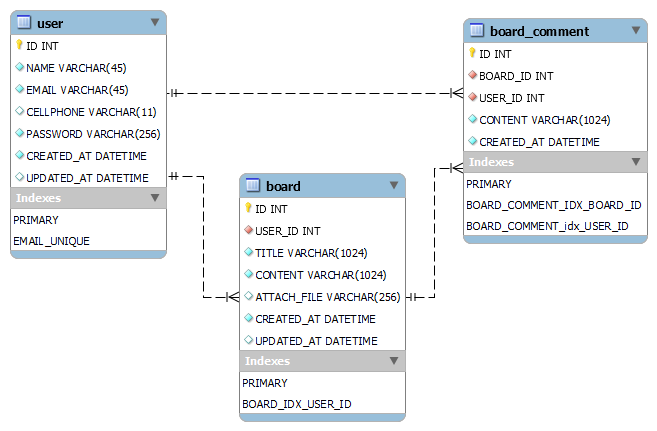 user
ID INT
NAME VARCHAR(45)
EMAIL VARCHAR(45)
CELLPHONE VARCHAR(11)
PASSWORD VARCHAR(256)
CREATED_AT DATETIME
UPDATED_AT DATETIME
Indexes
PRIMARY
EMAIL_UNIQUE
board
ID INT
USER_ID INT
TITLE VARCHAR(1024)
CONTENT VARCHAR(1024)
ATTACH_FILE VARCHAR(256)
CREATED_AT DATETIME
UPDATED_AT DATETIME
Indexes
PRIMARY
BOARD_IDX_USER_ID
board_comment
ID INT
BOARD_ID INT
USER_ID INT
CONTENT VARCHAR(1024)
CREATED_AT DATETIME
Indexes
PRIMARY
BOARD_COMMENT_IDX_BOARD_ID
BOARD_COMMENT_idx_USER_ID